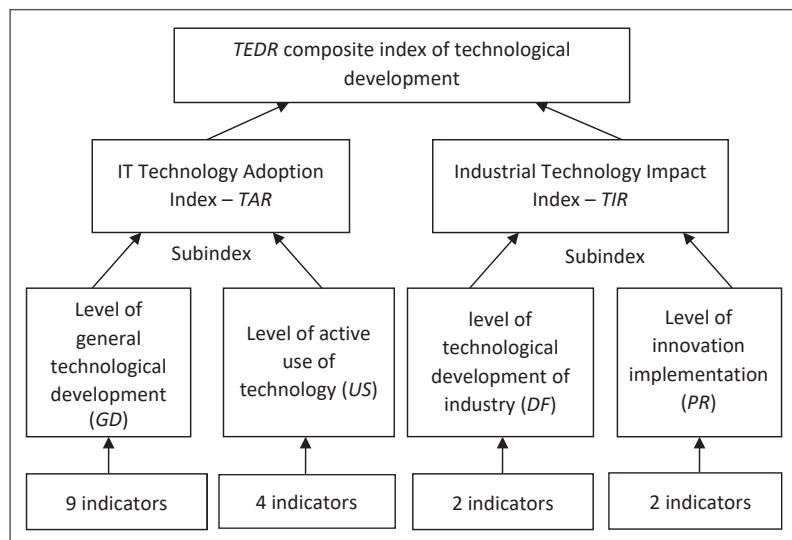 TEDR composite index of technological
development
IT Technology Adoption
Index – TAR
Industrial Technology Impact
Index – TIR
Subindex
Subindex
Level of
general
technological
development
(GD)
Level of active
use of
technology (US)
level of
technological
development of
industry (DF)
Level of
innovation
implementation
(PR)
9 indicators
4 indicators
2 indicators
2 indicators